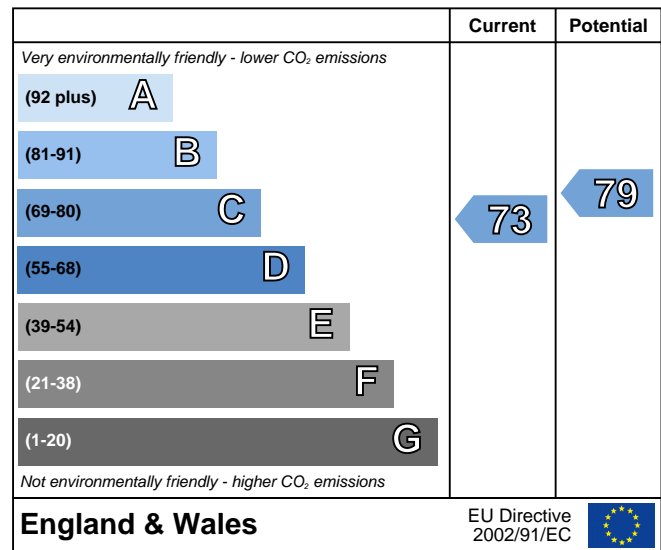 Current Potential
Very environmentally friendly - lower CO₂ emissions
(92 plus) A
(81-91) B
(69-80) C
(55-68) D
(39-54) E
(21-38) F
(1-20) G
73
79
Not environmentally friendly - higher CO₂ emissions
England & Wales
EU Directive
2002/91/EC